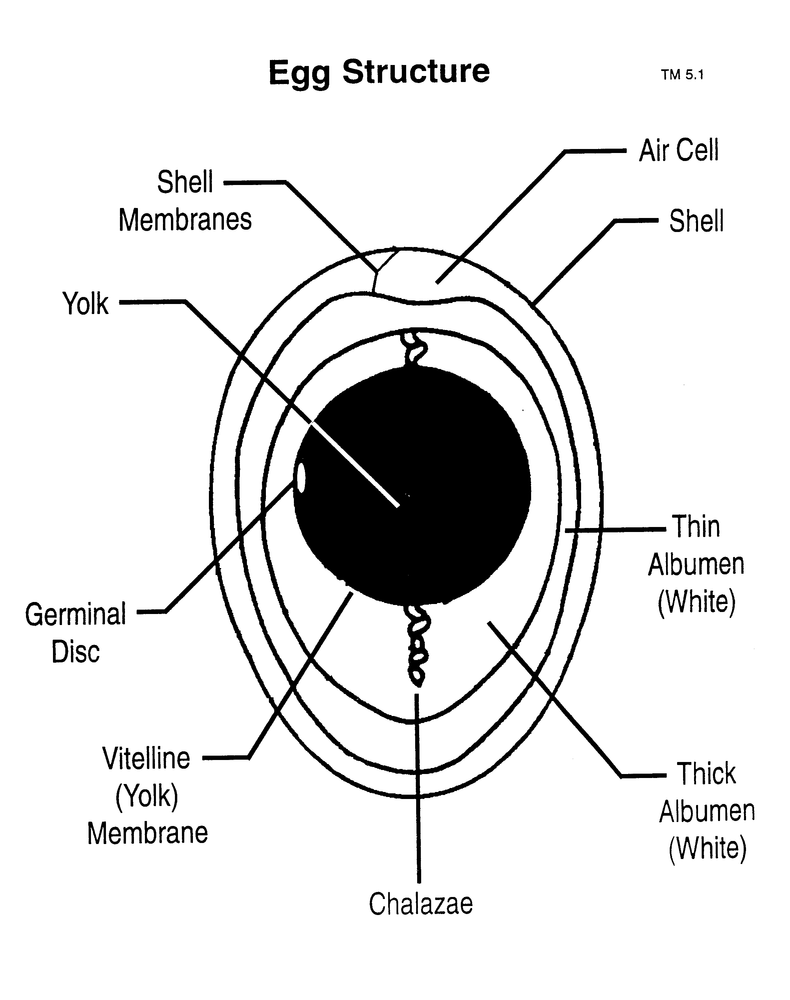 Egg Structure
TM 5.1
Air Cell
Shell
Membranes
Shell
Yolk
Thin
Albumen
(White)
Germinal
Disc
Vitelline
(Yolk)
Membrane
Thick
Albumen
(White)
Chalazae